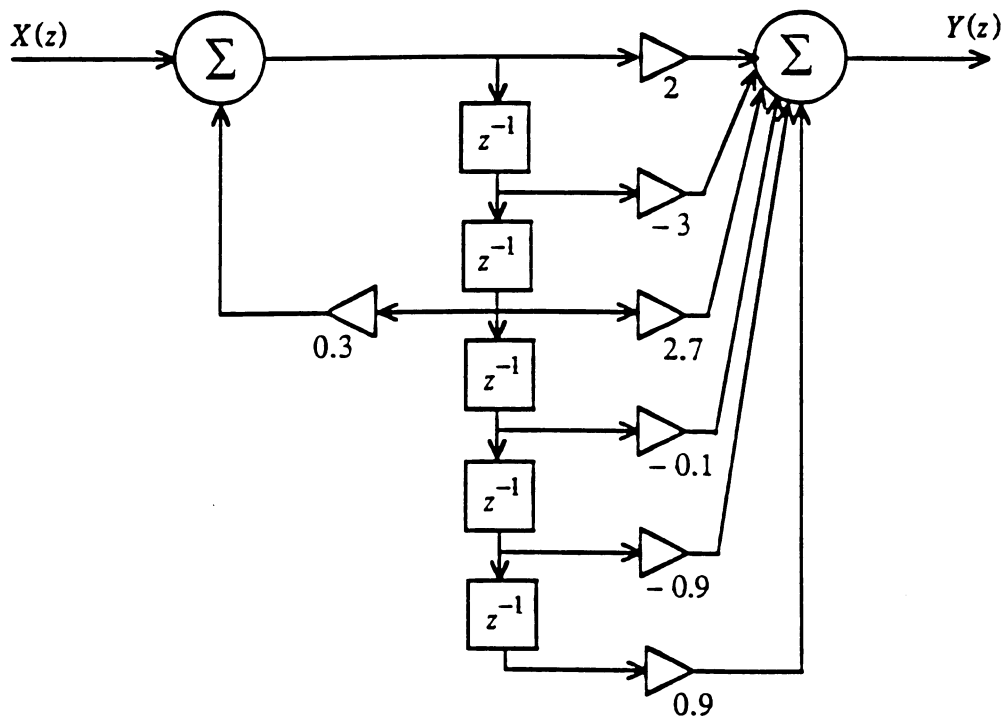 X(z)
Y(z)
Σ
Σ
2
z⁻¹
− 3
z⁻¹
0.3
2.7
z⁻¹
− 0.1
z⁻¹
− 0.9
z⁻¹
0.9